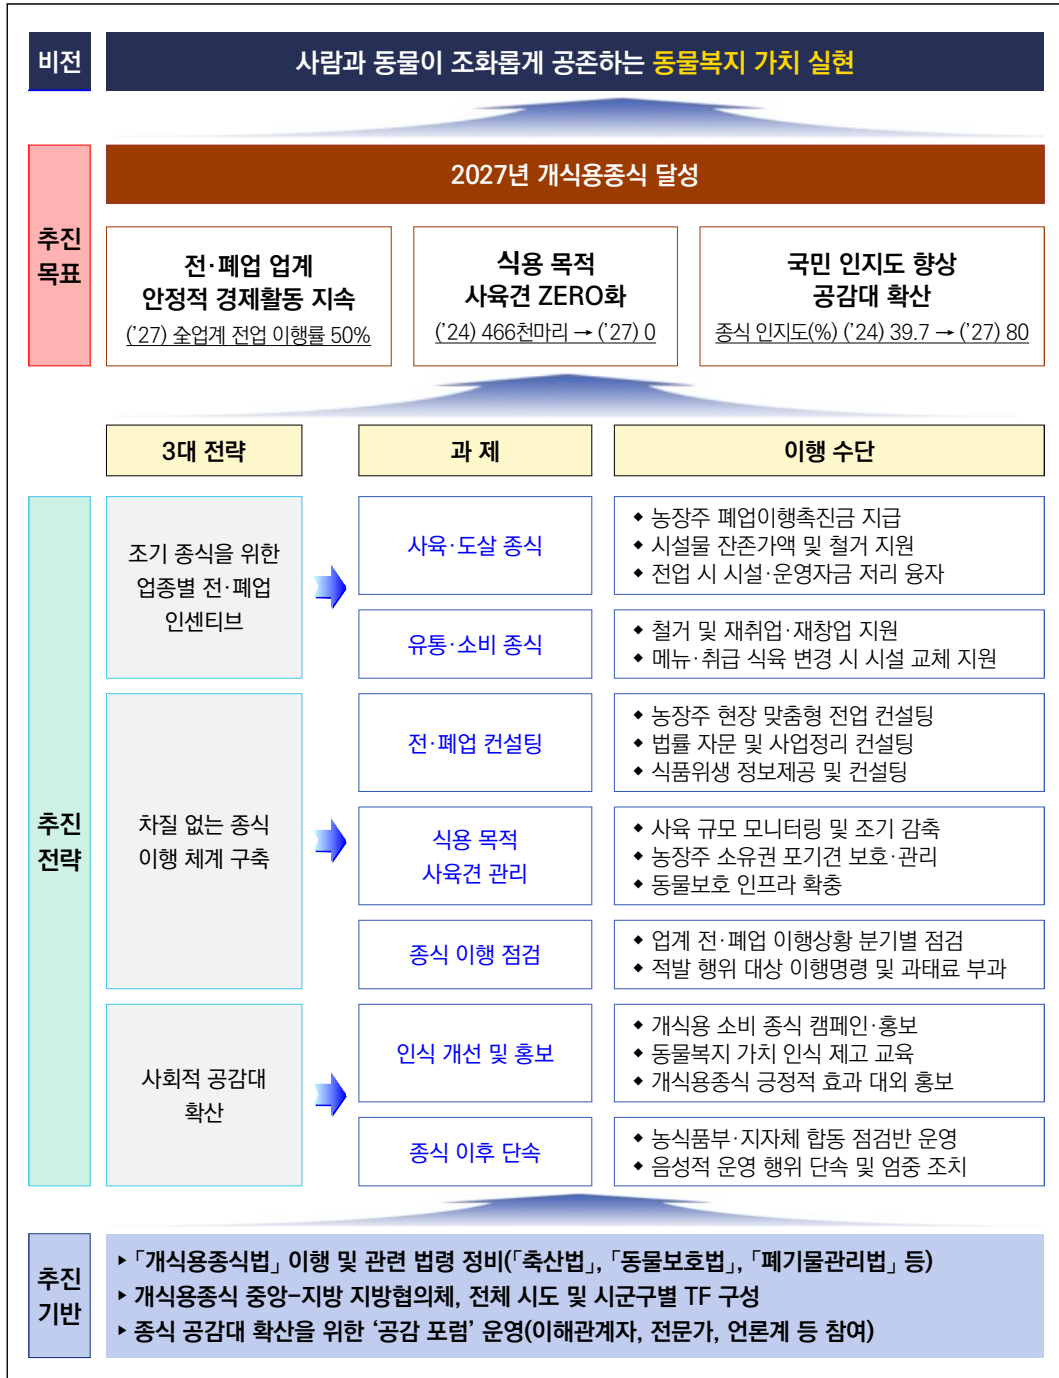 비전
사람과 동물이 조화롭게 공존하는 동물복지 가치 실현
추진
목표
2027년 개식용종식 달성
전·폐업 업계
안정적 경제활동 지속
(’27) 全업계 전업 이행률 50%
식용 목적
사육견 ZERO화
(’24) 466천마리 → (’27) 0
국민 인지도 향상
공감대 확산
종식 인지도(%) (’24) 39.7 → (’27) 80
3대 전략
과 제
이행 수단
추진
전략
조기 종식을 위한
업종별 전·폐업
인센티브
사육·도살 종식
◆ 농장주 폐업이행촉진금 지급
◆ 시설물 잔존가액 및 철거 지원
◆ 전업 시 시설·운영자금 저리 융자
유통·소비 종식
◆ 철거 및 재취업·재창업 지원
◆ 메뉴·취급 식육 변경 시 시설 교체 지원
차질 없는 종식
이행 체계 구축
전·폐업 컨설팅
◆ 농장주 현장 맞춤형 전업 컨설팅
◆ 법률 자문 및 사업정리 컨설팅
◆ 식품위생 정보제공 및 컨설팅
식용 목적
사육견 관리
◆ 사육 규모 모니터링 및 조기 감축
◆ 농장주 소유권 포기견 보호·관리
◆ 동물보호 인프라 확충
종식 이행 점검
◆ 업계 전·폐업 이행상황 분기별 점검
◆ 적발 행위 대상 이행명령 및 과태료 부과
사회적 공감대
확산
인식 개선 및 홍보
◆ 개식용 소비 종식 캠페인·홍보
◆ 동물복지 가치 인식 제고 교육
◆ 개식용종식 긍정적 효과 대외 홍보
종식 이후 단속
◆ 농식품부·지자체 합동 점검반 운영
◆ 음성적 운영 행위 단속 및 엄중 조치
추진
기반
▸ 「개식용종식법」 이행 및 관련 법령 정비(「축산법」, 「동물보호법」, 「폐기물관리법」 등)
▸ 개식용종식 중앙-지방 지방협의체, 전체 시도 및 시군구별 TF 구성
▸ 종식 공감대 확산을 위한 ‘공감 포럼’ 운영(이해관계자, 전문가, 언론계 등 참여)